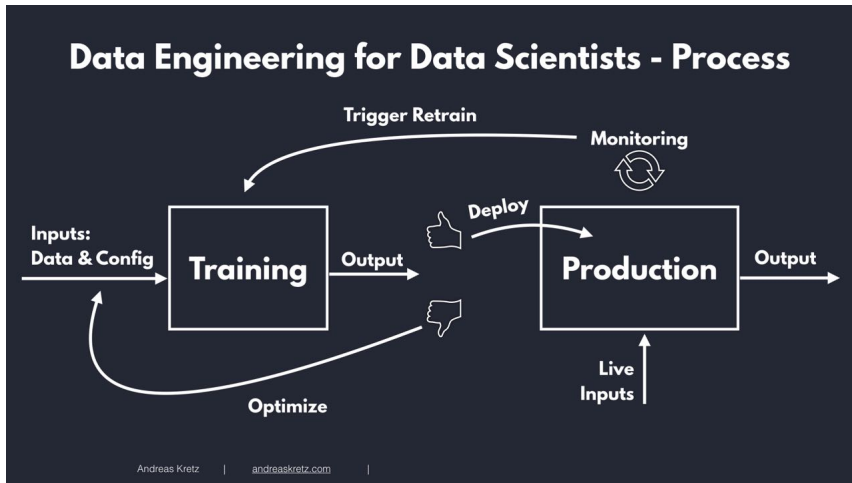 Data Engineering for Data Scientists - Process
Trigger Retrain
Monitoring
Deploy
Inputs:
Data & Config
Training
Output
Production
Output
Live
Inputs
Optimize
Andreas Kretz | andreaskretz.com |